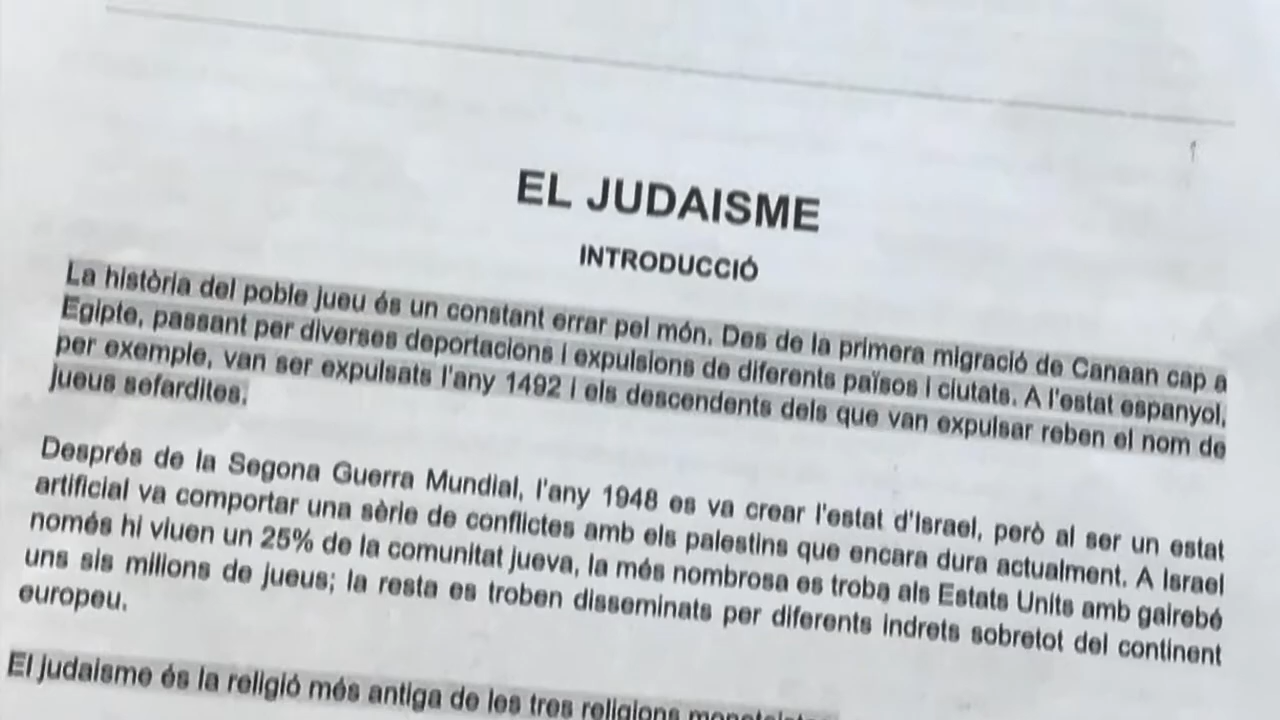 EL JUDAISME
INTRODUCCIÓ
La història del poble jueu és un constant errar pel món. Des de la primera migració de Canaan cap a
Egipte, passant per diverses deportacions i expulsions de diferents països i ciutats. A l'estat espanyol,
per exemple, van ser expulsats l'any 1492 i els descendents dels que van expulsar reben el nom de
jueus sefardites.
Després de la Segona Guerra Mundial, l'any 1948 es va crear l'estat d'Israel, però al ser un estat
artificial va comportar una sèrie de conflictes amb els palestins que encara dura actualment. A Israel
només hi viuen un 25% de la comunitat jueva, la més nombrosa es troba als Estats Units amb gairebé
uns sis milions de jueus; la resta es troben disseminats per diferents indrets sobretot del continent
europeu.
El judaisme és la religió més antiga de les tres religions